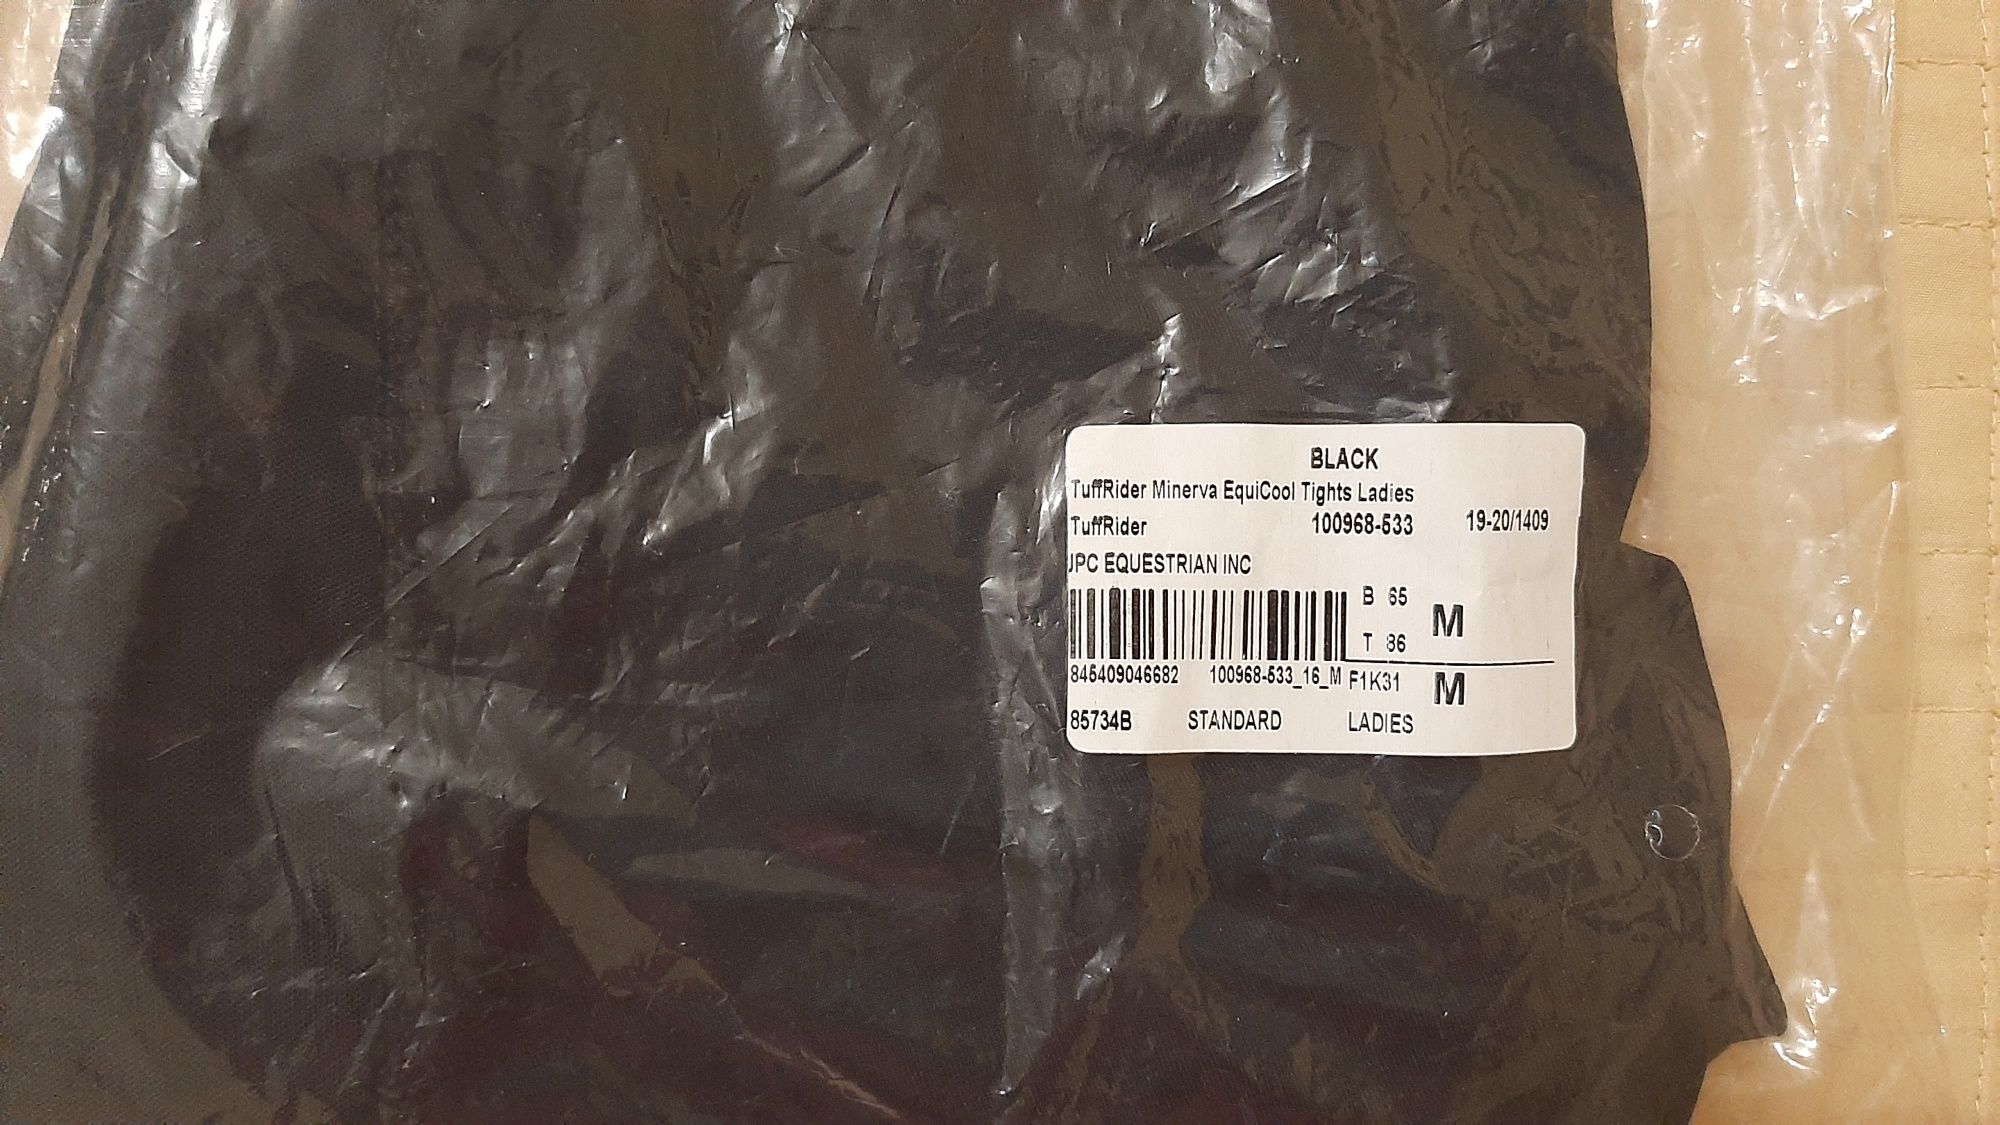 BLACK
TuffRider Minerva EquiCool Tights Ladies
TuffRider 100968-533 19-20/1409
JPC EQUESTRIAN INC
B 65
M
T 86
845409046682 100968-533_16_M F1K31 M
85734B STANDARD LADIES